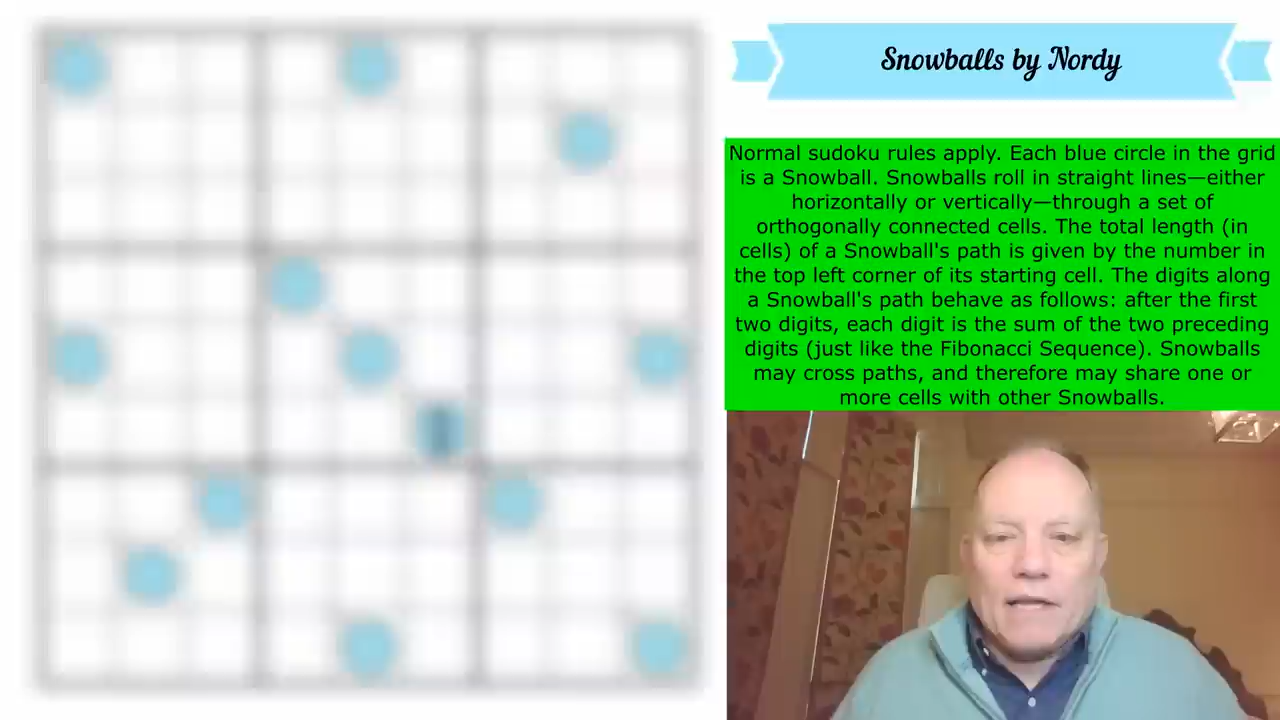 Snowballs by Nordy
Normal sudoku rules apply. Each blue circle in the grid
is a Snowball. Snowballs roll in straight lines—either
horizontally or vertically—through a set of
orthogonally connected cells. The total length (in
cells) of a Snowball's path is given by the number in
the top left corner of its starting cell. The digits along
a Snowball's path behave as follows: after the first
two digits, each digit is the sum of the two preceding
digits (just like the Fibonacci Sequence). Snowballs
may cross paths, and therefore may share one or
more cells with other Snowballs.